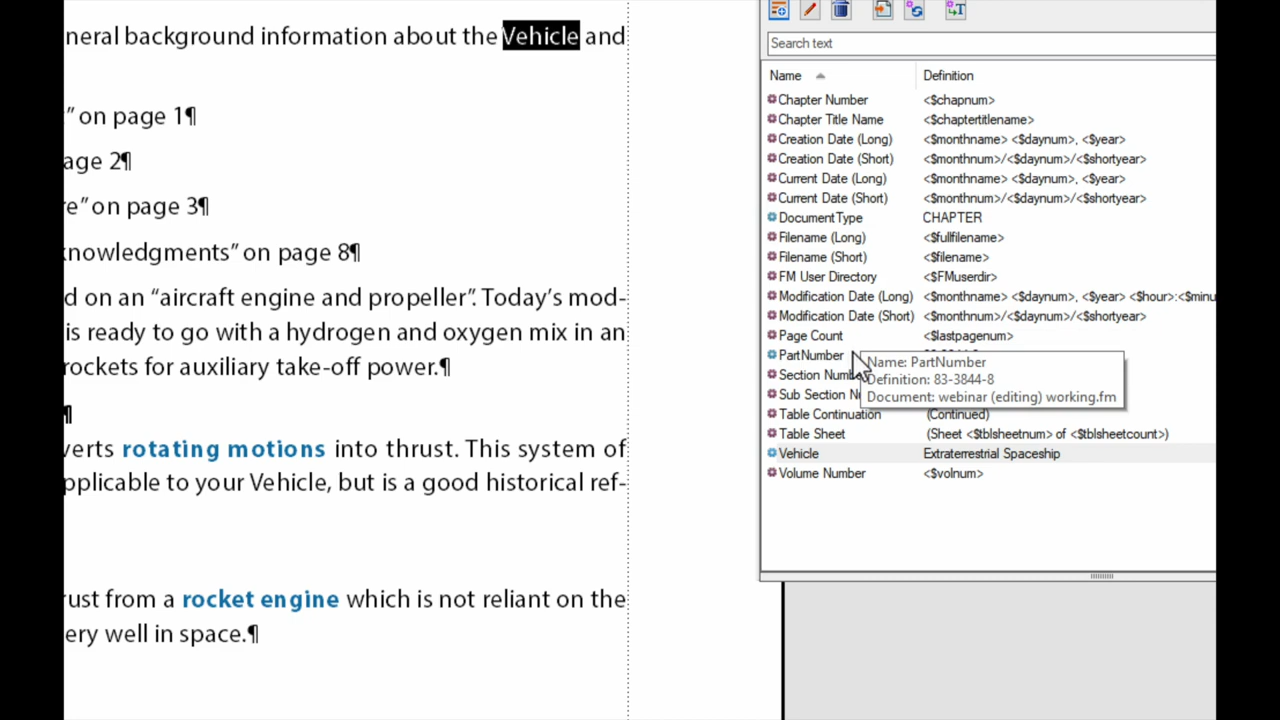 neral background information about the Vehicle and
” on page 1¶
age 2¶
re” on page 3¶
knowledgments” on page 8¶
d on an “aircraft engine and propeller”. Today’s mod-
is ready to go with a hydrogen and oxygen mix in an
rockets for auxiliary take-off power.¶
¶
verts rotating motions into thrust. This system of
pplicable to your Vehicle, but is a good historical ref-
rust from a rocket engine which is not reliant on the
ery well in space.¶
Search text
Name Definition
Chapter Number <$chapnum>
Chapter Title Name <$chaptertitlename>
Creation Date (Long) <$monthname> <$daynum>, <$year>
Creation Date (Short) <$monthnum>/<$daynum>/<$shortyear>
Current Date (Long) <$monthname> <$daynum>, <$year>
Current Date (Short) <$monthnum>/<$daynum>/<$shortyear>
DocumentType CHAPTER
Filename (Long) <$fullfilename>
Filename (Short) <$filename>
FM User Directory <$FMuserdir>
Modification Date (Long) <$monthname> <$daynum>, <$year> <$hour>:<$minu
Modification Date (Short) <$monthnum>/<$daynum>/<$shortyear>
Page Count <$lastpagenum>
PartNumber
Name: PartNumber
Definition: 83-3844-8
Document: webinar (editing) working.fm
Section Num
Sub Section N
Table Continuation (Continued)
Table Sheet (Sheet <$tblsheetnum> of <$tblsheetcount>)
Vehicle Extraterrestrial Spaceship
Volume Number <$volnum>